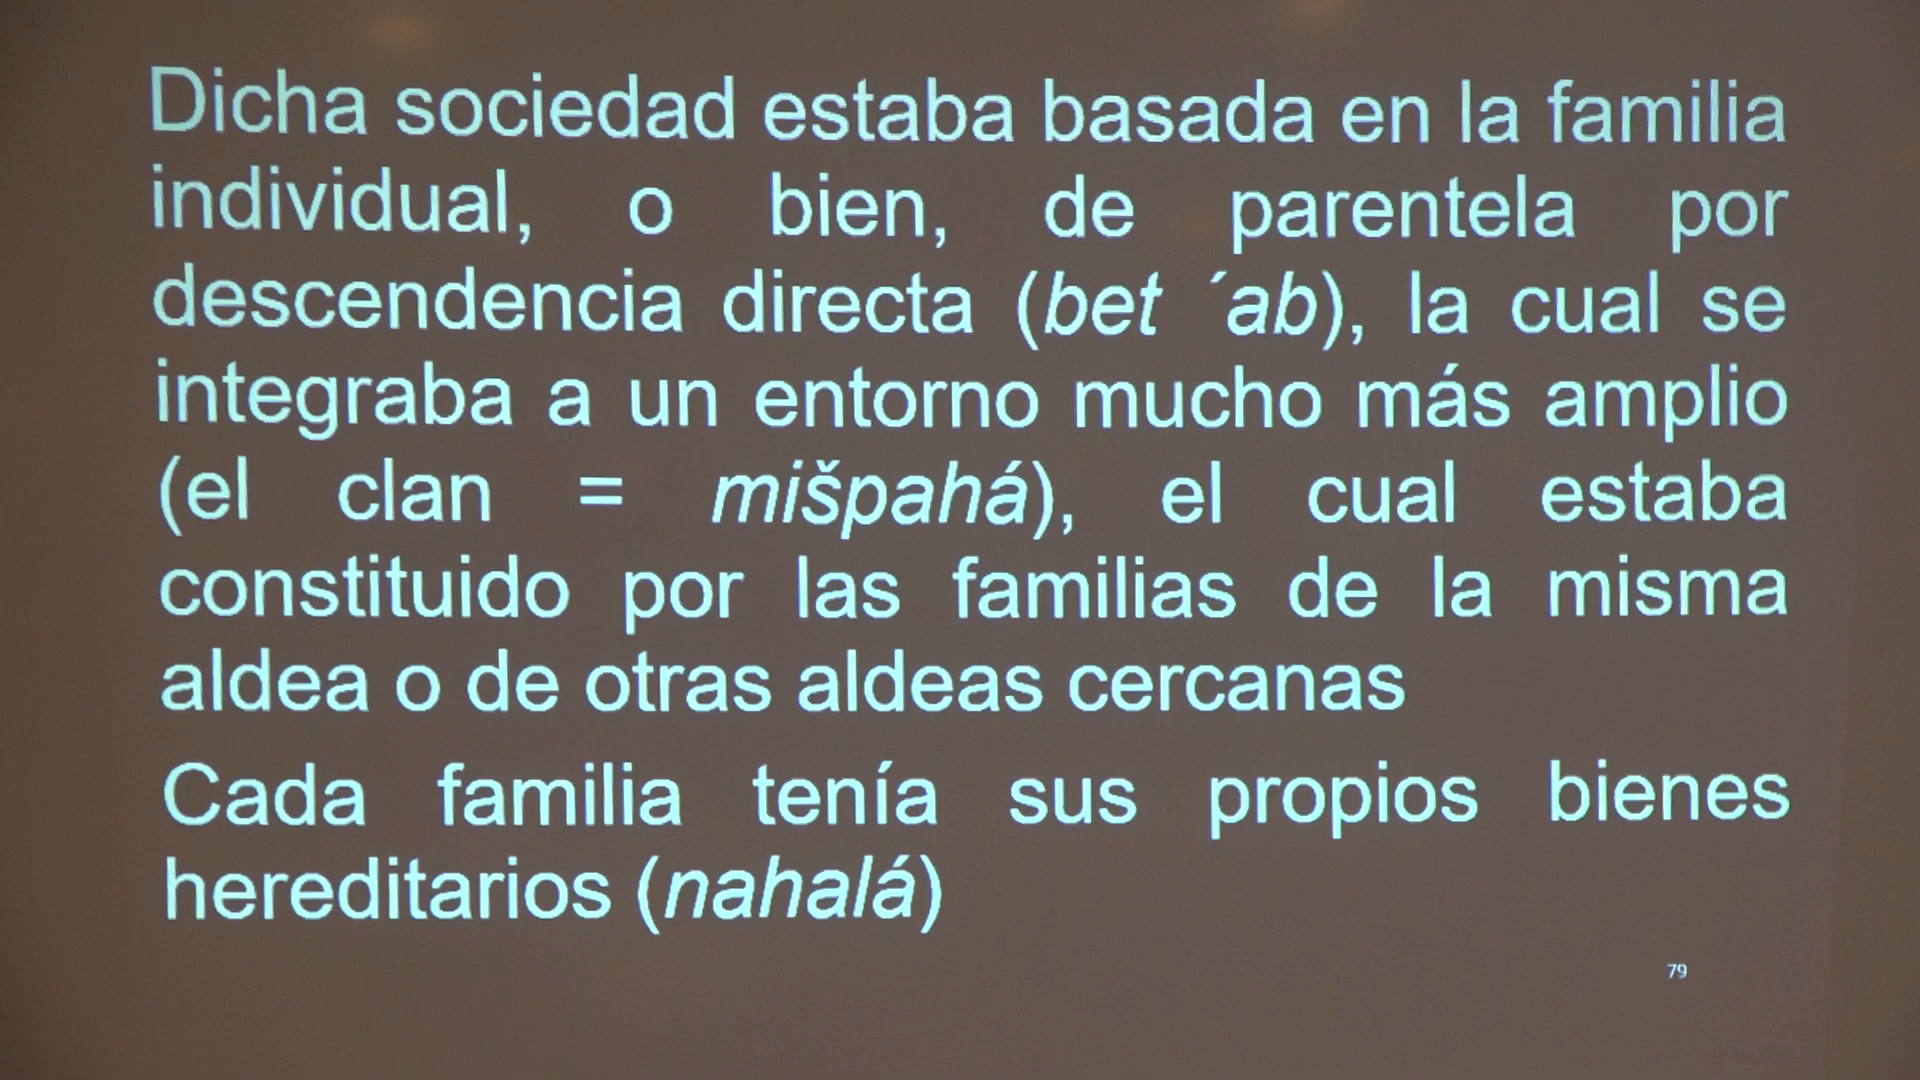 Dicha sociedad estaba basada en la familia
individual, o bien, de parentela por
descendencia directa (bet ´ab), la cual se
integraba a un entorno mucho más amplio
(el clan = mišpahá), el cual estaba
constituido por las familias de la misma
aldea o de otras aldeas cercanas
Cada familia tenía sus propios bienes
hereditarios (nahalá)
79